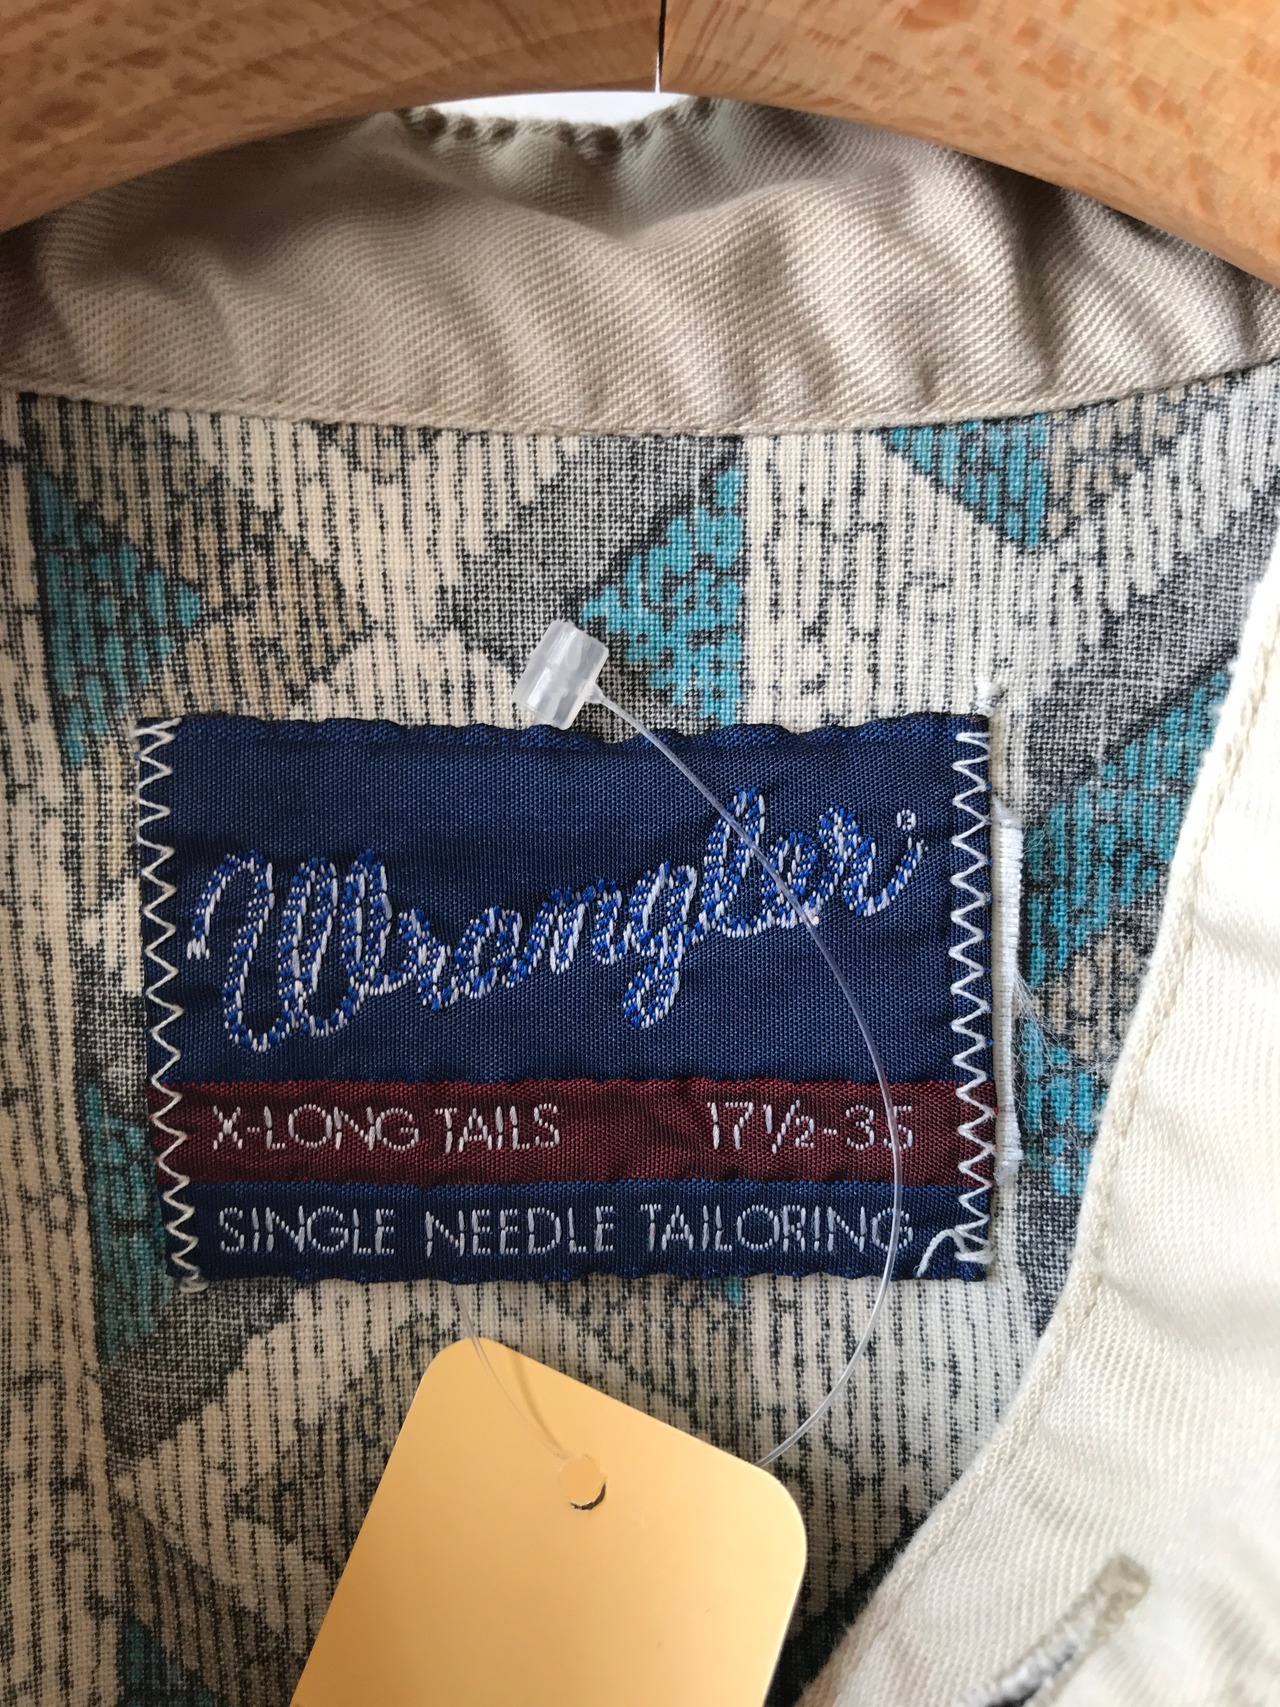 Wrangler®
X-LONG TAILS 17½-35
SINGLE NEEDLE TAILORING